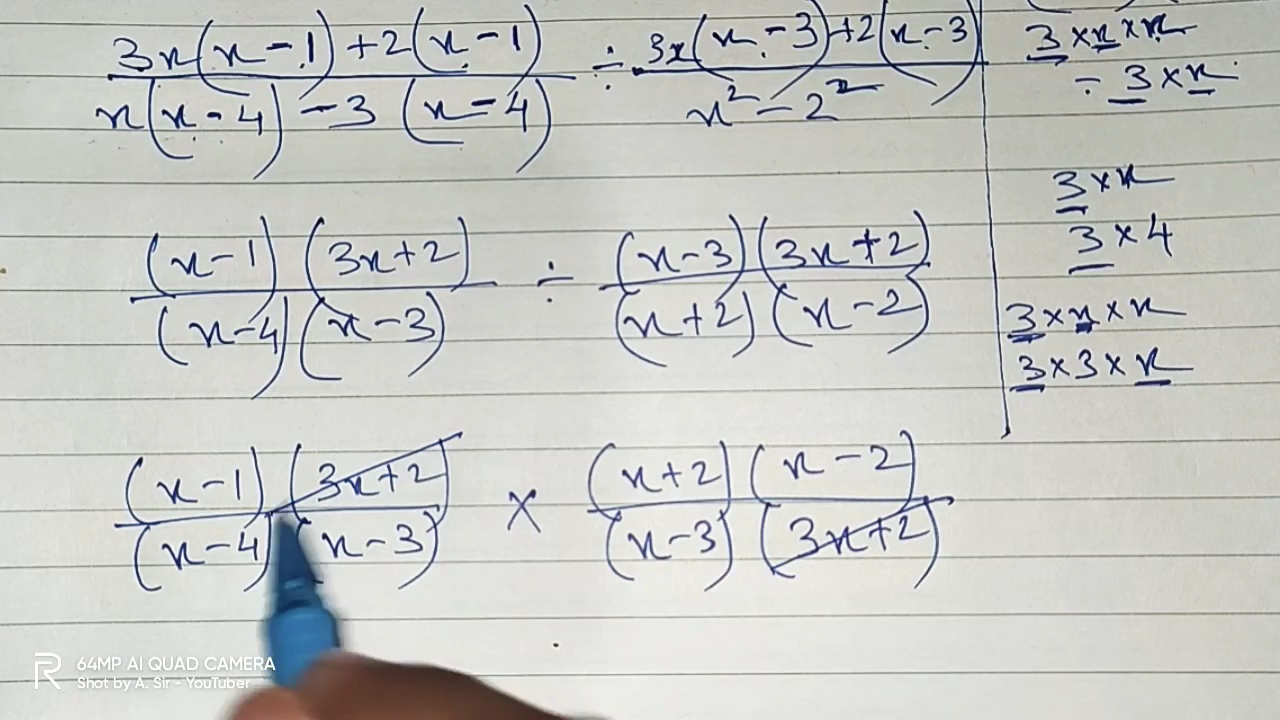 3x(x-1)+2(x-1) ÷ 3x(x-3)+2(x-3)
x(x-4)-3(x-4) x²-2²
(x-1)(3x+2) ÷ (x-3)(3x+2)
(x-4)(x-3) (x+2)(x-2)
(x-1)(3x+2) × (x+2)(x-2)
(x-4)(x-3) (x-3)(3x+2)
3×x×x
- 3×x
3×x
3×4
3×x×x
3×3×x
64MP AI QUAD CAMERA
Shot by A. Sir - YouTuber